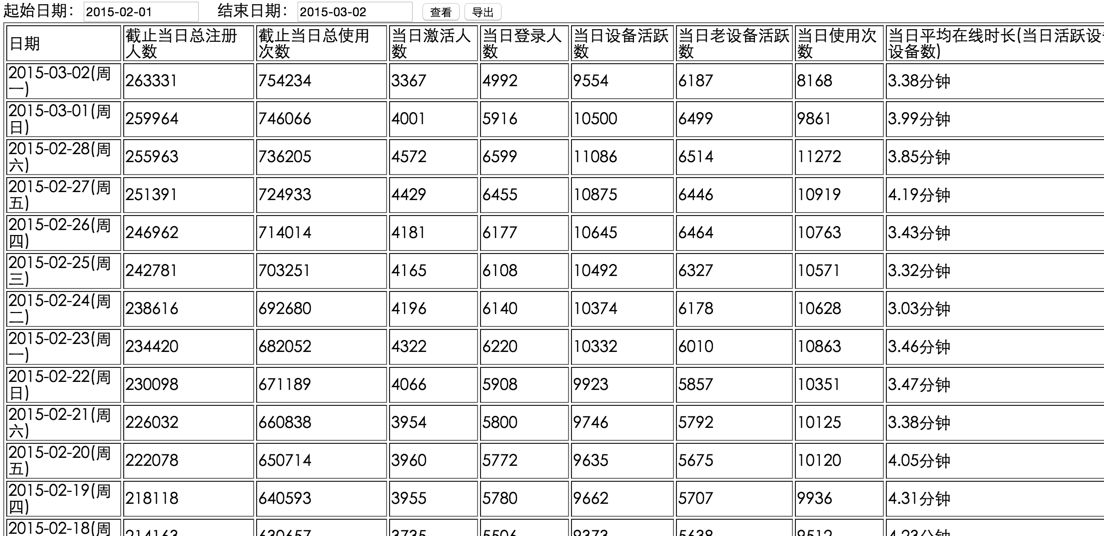 起始日期: 2015-02-01 结束日期: 2015-03-02 查看 导出
日期 截止当日总注册人数 截止当日总使用次数 当日激活人数 当日登录人数 当日设备活跃数 当日老设备活跃数 当日使用次数 当日平均在线时长(当日活跃设 设备数)
2015-03-02(周一) 263331 754234 3367 4992 9554 6187 8168 3.38分钟
2015-03-01(周日) 259964 746066 4001 5916 10500 6499 9861 3.99分钟
2015-02-28(周六) 255963 736205 4572 6599 11086 6514 11272 3.85分钟
2015-02-27(周五) 251391 724933 4429 6455 10875 6446 10919 4.19分钟
2015-02-26(周四) 246962 714014 4181 6177 10645 6464 10763 3.43分钟
2015-02-25(周三) 242781 703251 4165 6108 10492 6327 10571 3.32分钟
2015-02-24(周二) 238616 692680 4196 6140 10374 6178 10628 3.03分钟
2015-02-23(周一) 234420 682052 4322 6220 10332 6010 10863 3.46分钟
2015-02-22(周日) 230098 671189 4066 5908 9923 5857 10351 3.47分钟
2015-02-21(周六) 226032 660838 3954 5800 9746 5792 10125 3.38分钟
2015-02-20(周五) 222078 650714 3960 5772 9635 5675 10120 4.05分钟
2015-02-19(周四) 218118 640593 3955 5780 9662 5707 9936 4.31分钟
2015-02-18(周 214163 630657 3735 5506 9373 5638 9512 4.23分钟